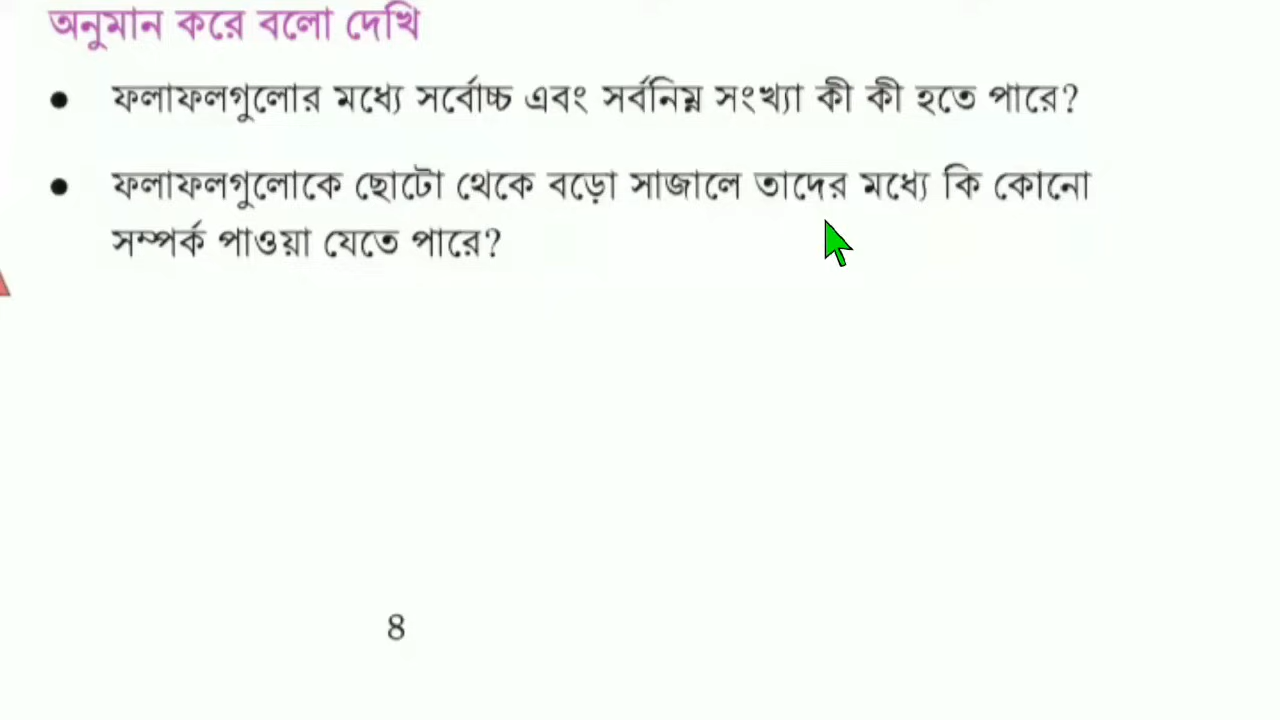 অনুমান করে বলো দেখি
● ফলাফলগুলোর মধ্যে সর্বোচ্চ এবং সর্বনিম্ন সংখ্যা কী কী হতে পারে?
● ফলাফলগুলোকে ছোটো থেকে বড়ো সাজালে তাদের মধ্যে কি কোনো
সম্পর্ক পাওয়া যেতে পারে?
8